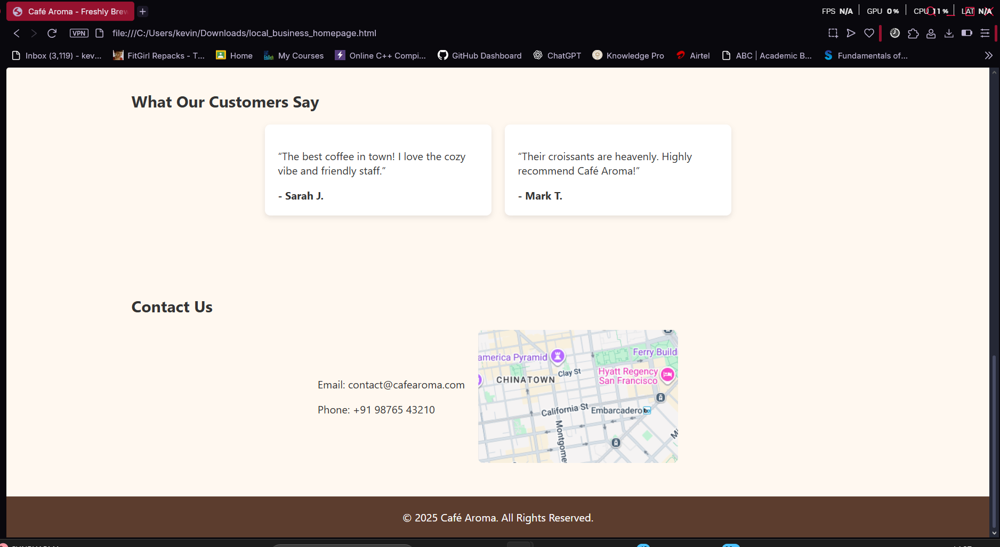 Café Aroma - Freshly Brew
FPS N/A GPU 0% CPU 11% LAT N/A
VPN file:///C:/Users/kevin/Downloads/local_business_homepage.html
Inbox (3,119) - kev... FitGirl Repacks - T... Home My Courses Online C++ Compi... GitHub Dashboard ChatGPT Knowledge Pro Airtel ABC | Academic B... Fundamentals of...
What Our Customers Say
“The best coffee in town! I love the cozy
vibe and friendly staff.”
- Sarah J.
“Their croissants are heavenly. Highly
recommend Café Aroma!”
- Mark T.
Contact Us
Email: contact@cafearoma.com
Phone: +91 98765 43210
america Pyramid
Ferry Buildi
Clay St
Hyatt Regency
San Francisco
CHINATOWN
California St
Embarcadero
Montgome
© 2025 Café Aroma. All Rights Reserved.